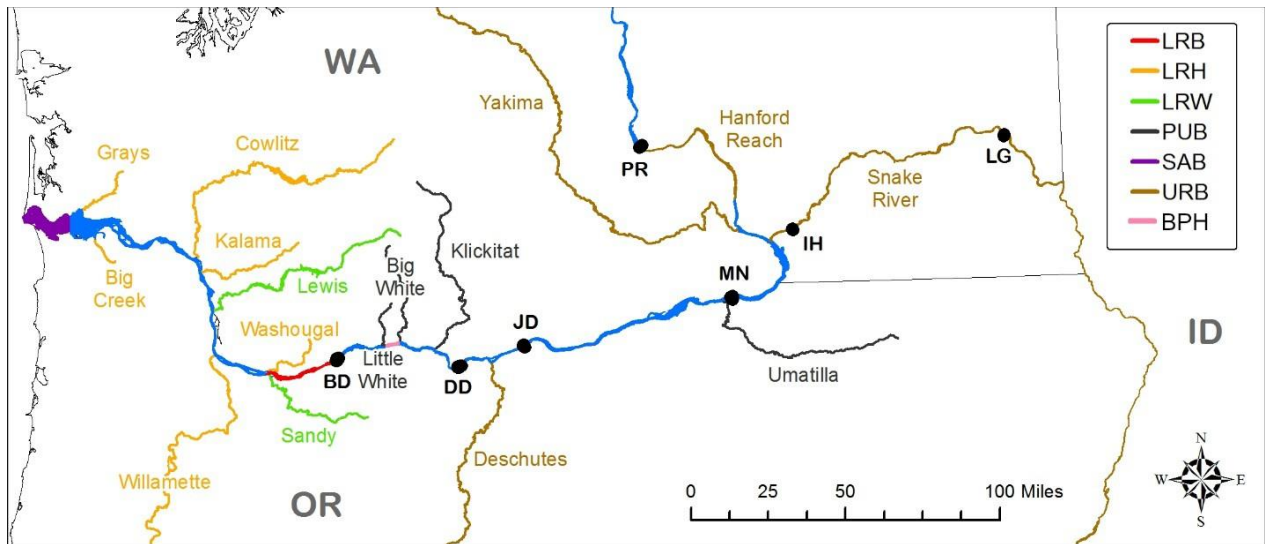 WA
Yakima
Hanford
Reach
PR
LG
Snake
River
IH
Grays
Cowlitz
Kalama
Big
Creek
Lewis
Big
White
Klickitat
Washougal
Little
White
BD
DD
JD
MN
Umatilla
ID
Sandy
Deschutes
Willamette
OR
LRB
LRH
LRW
PUB
SAB
URB
BPH
0 25 50 100 Miles
N
W E
S